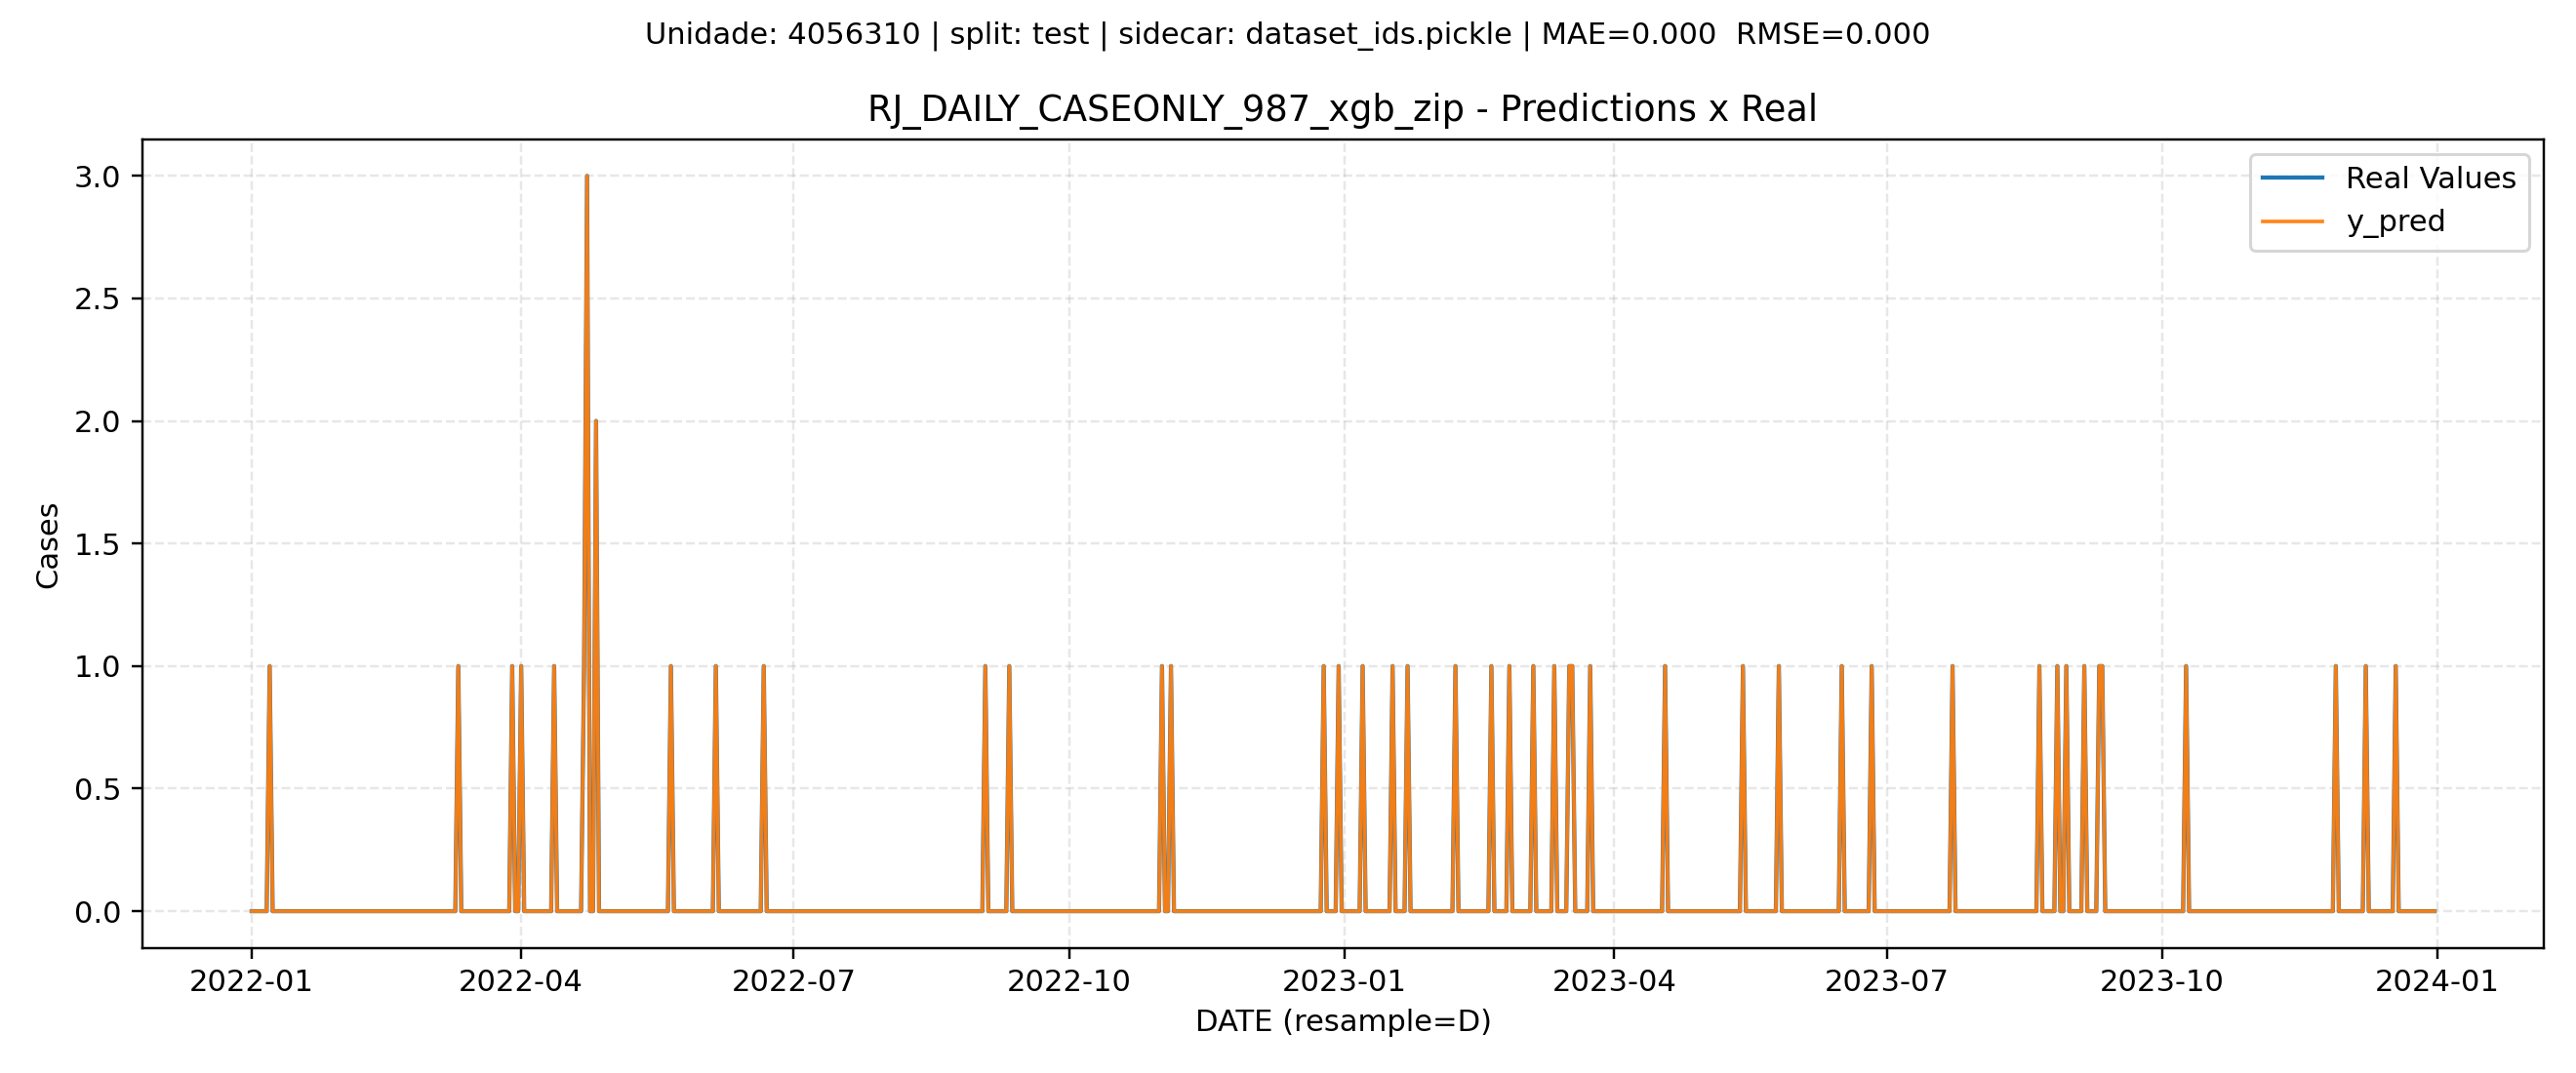 Unidade: 4056310 | split: test | sidecar: dataset_ids.pickle | MAE=0.000  RMSE=0.000
RJ_DAILY_CASEONLY_987_xgb_zip - Predictions x Real
Real Values
y_pred
Cases
3.0
2.5
2.0
1.5
1.0
0.5
0.0
2022-01 2022-04 2022-07 2022-10 2023-01 2023-04 2023-07 2023-10 2024-01
DATE (resample=D)